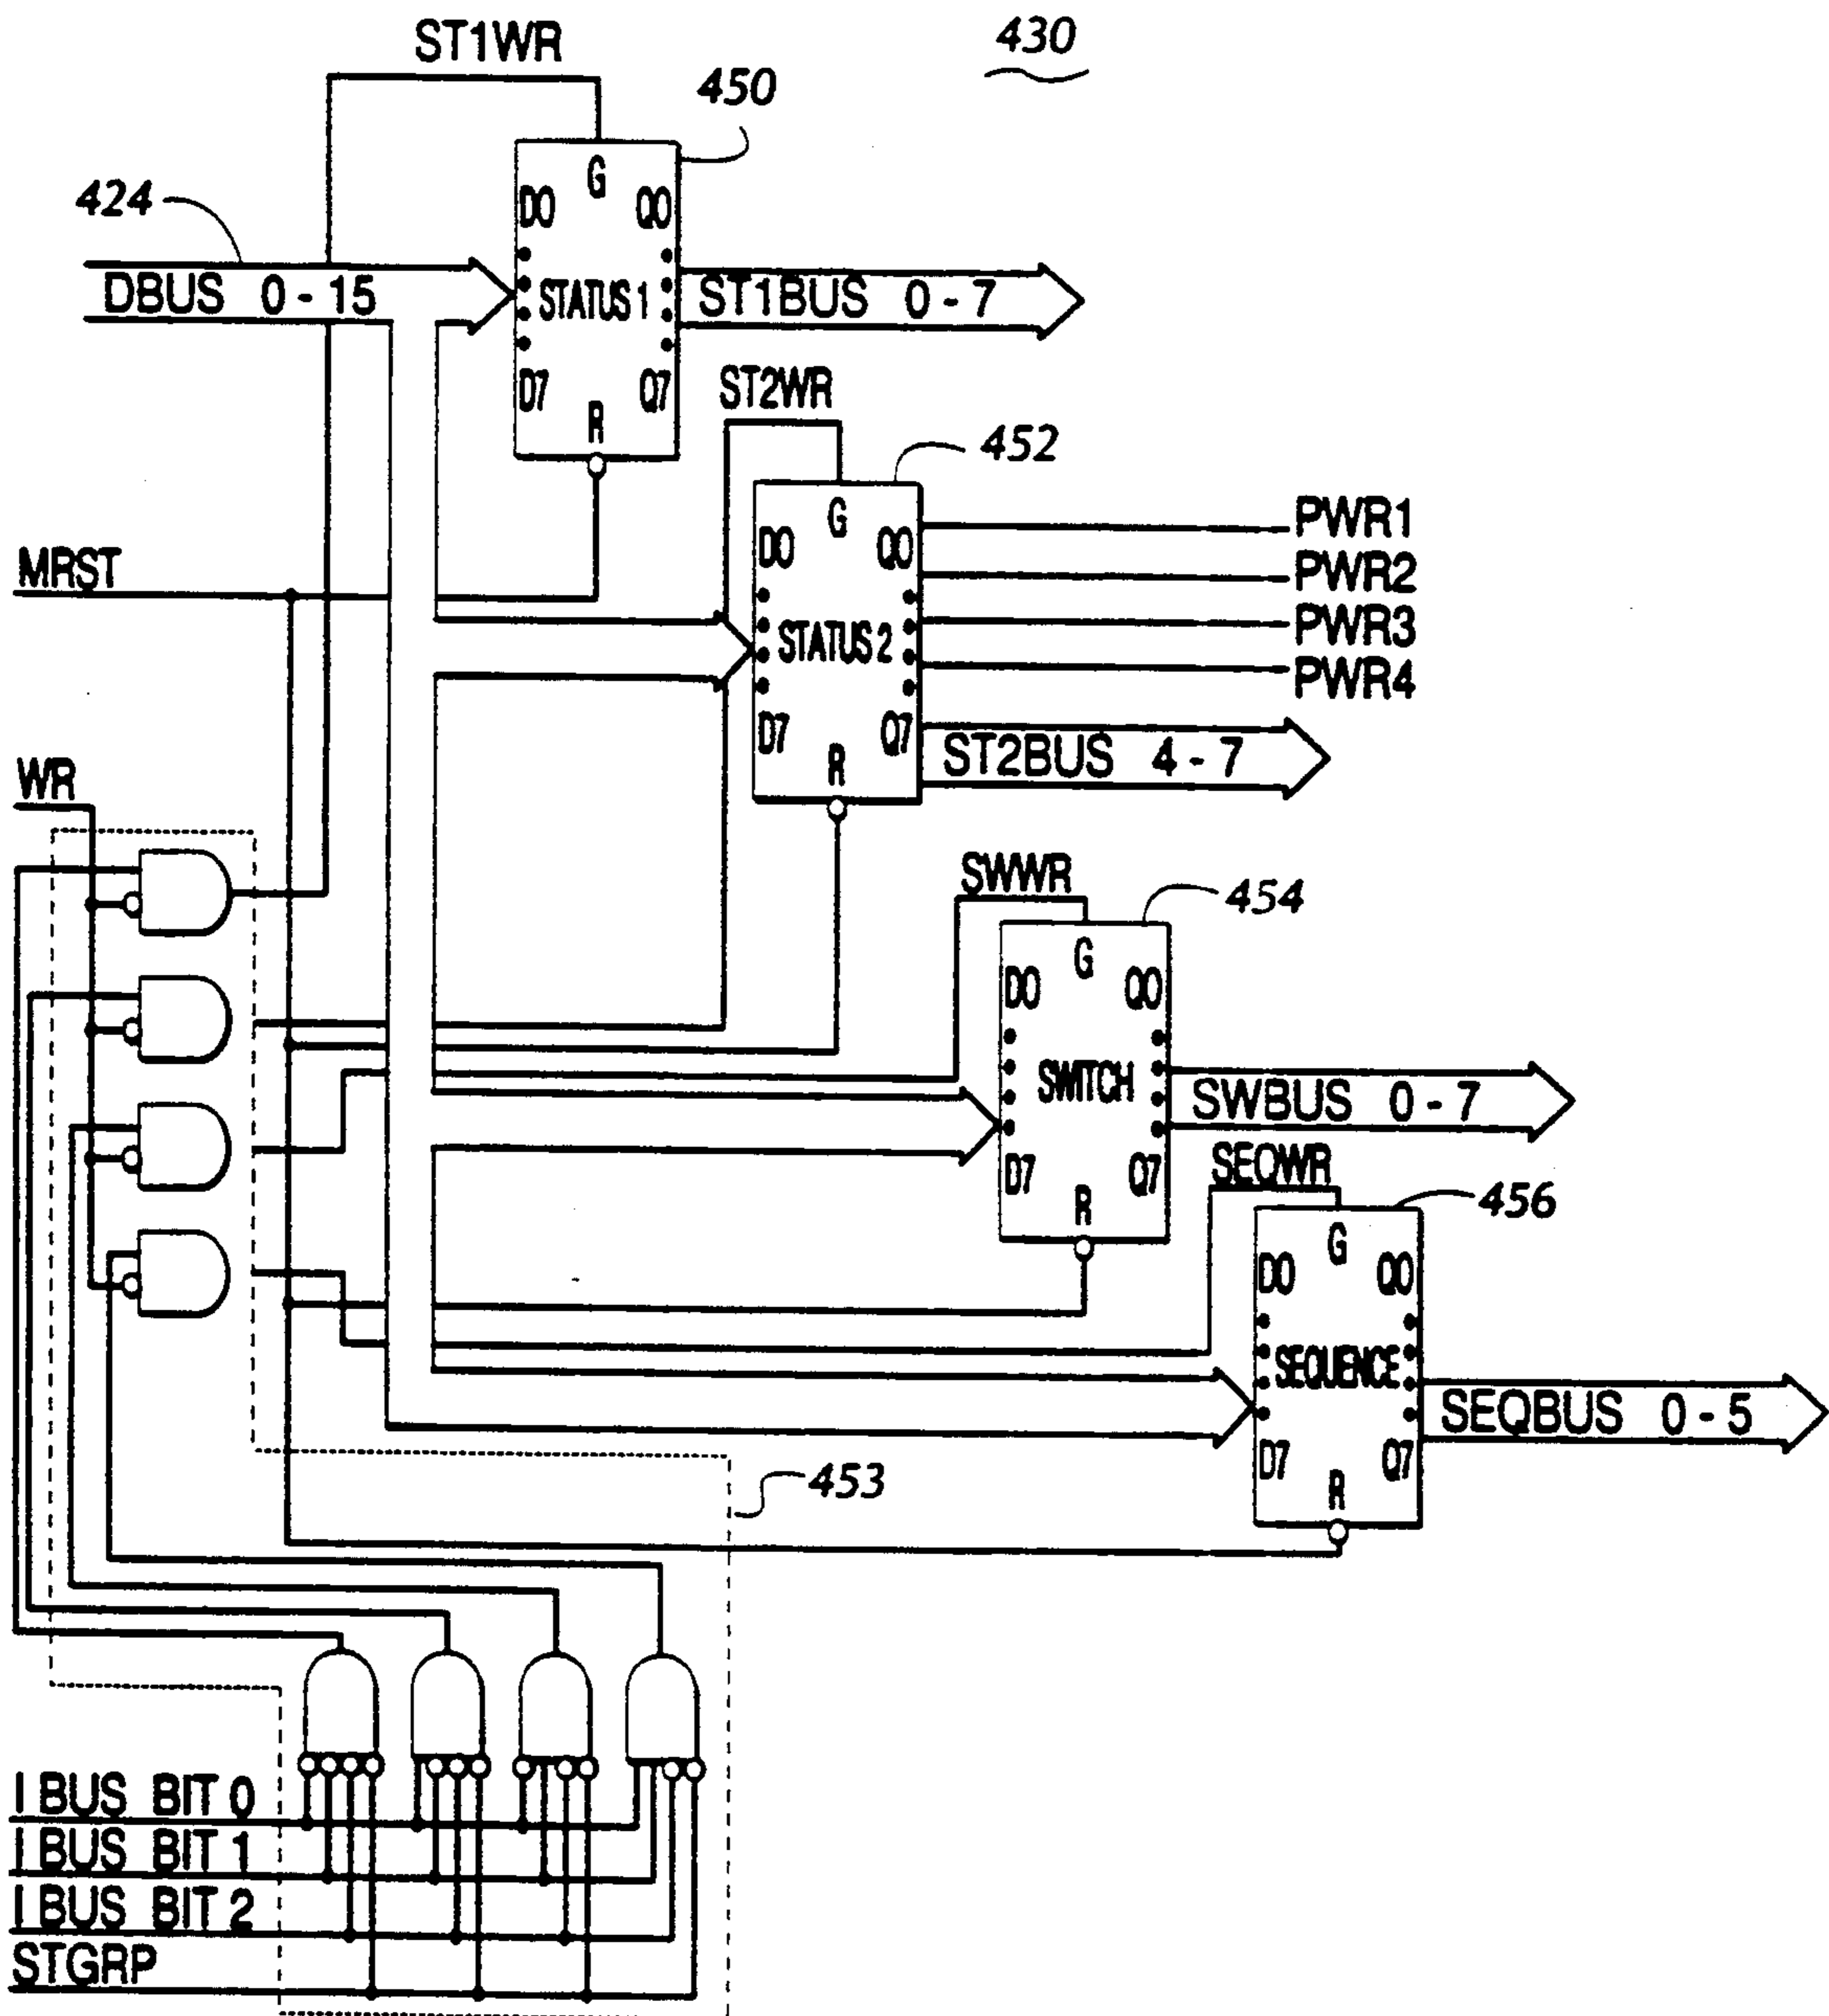 ST1WR
430
450
424
G
D0 Q0
DBUS 0 - 15
STATUS 1
ST1BUS 0 - 7
D7 Q7
R
ST2WR
452
G
D0 Q0
PWR1
PWR2
PWR3
PWR4
MRST
STATUS 2
D7 Q7
R
ST2BUS 4 - 7
WR
SWWR
454
G
D0 Q0
SWITCH
SWBUS 0 - 7
D7 Q7
R
SEQWR
456
G
D0 Q0
SEQUENCE
SEQBUS 0 - 5
D7 Q7
R
453
I BUS BIT 0
I BUS BIT 1
I BUS BIT 2
STGRP